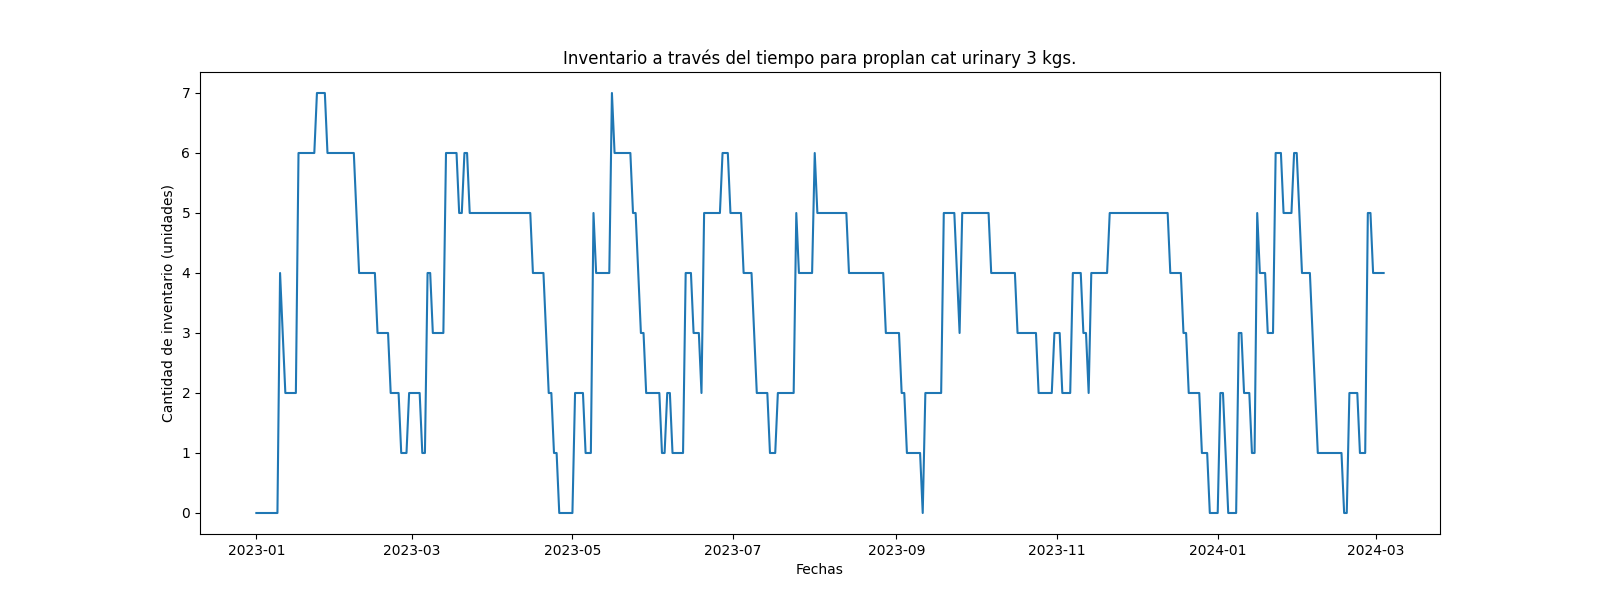 Inventario a través del tiempo para proplan cat urinary 3 kgs.
7
6
5
4
3
2
1
0
Cantidad de inventario (unidades)
2023-01 2023-03 2023-05 2023-07 2023-09 2023-11 2024-01 2024-03
Fechas